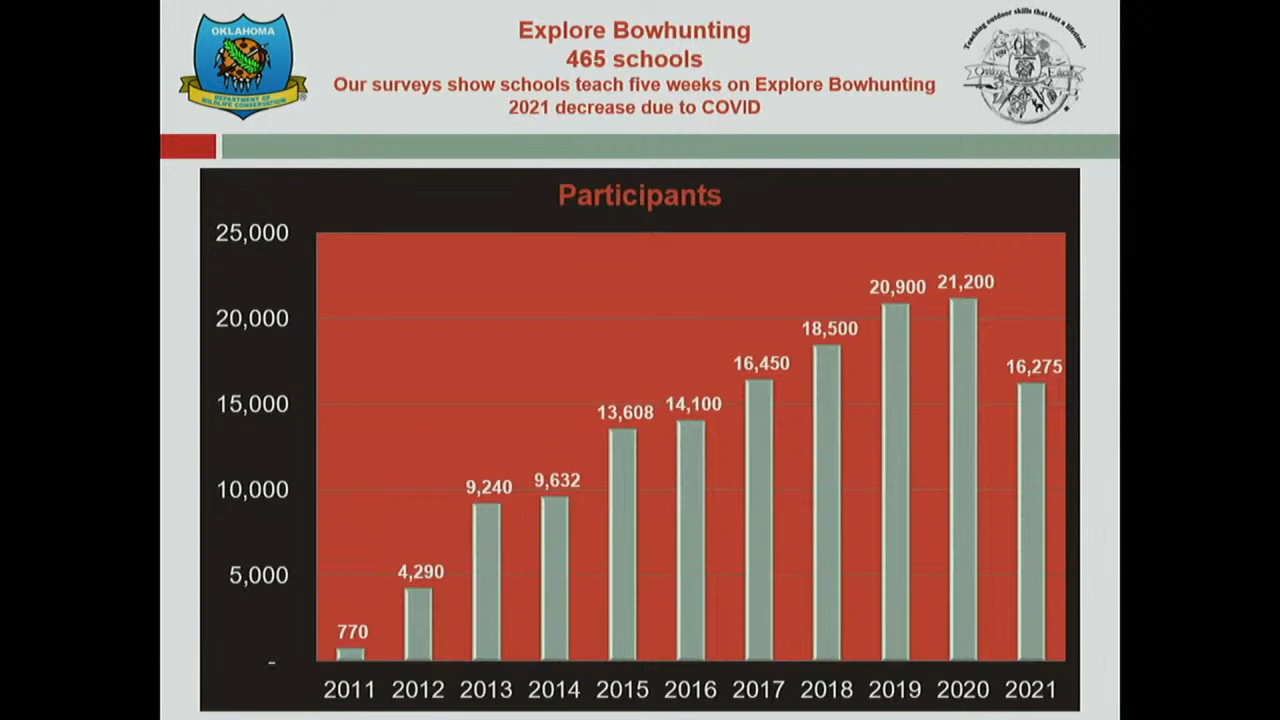 OKLAHOMA
DEPARTMENT OF
WILDLIFE CONSERVATION
®
Explore Bowhunting
465 schools
Our surveys show schools teach five weeks on Explore Bowhunting
2021 decrease due to COVID
Teaching outdoor skills that last a lifetime!
Participants
25,000
20,000
15,000
10,000
5,000
-
770
4,290
9,240
9,632
13,608
14,100
16,450
18,500
20,900
21,200
16,275
2011 2012 2013 2014 2015 2016 2017 2018 2019 2020 2021